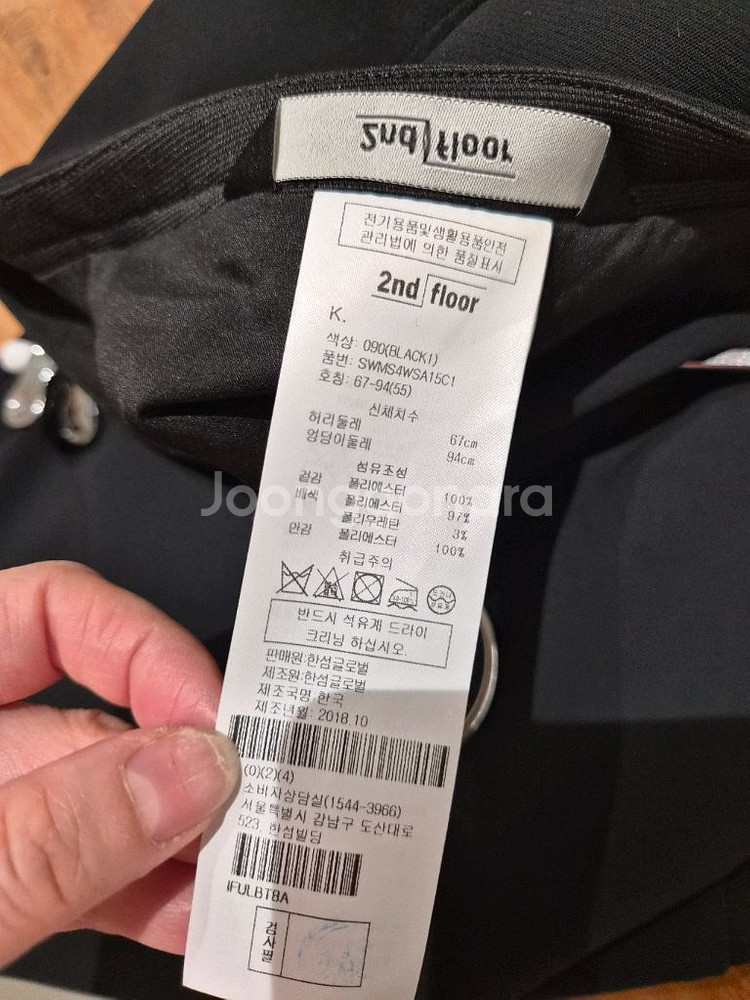 2nd floor
전기용품및생활용품안전
관리법에 의한 품질표시
2nd floor
K.
색상: 090(BLACK1)
품번: SWMS4WSA15C1
호칭: 67-94(55)
신체치수
허리둘레 67cm
엉덩이둘레 94cm
섬유조성
겉감 폴리에스터 100%
배색 폴리에스터 97%
폴리우레탄 3%
안감 폴리에스터 100%
취급주의
드라이
석유계
반드시 석유계 드라이
크리닝 하십시오.
판매원:한섬글로벌
제조원:한섬글로벌
제조국명:한국
제조년월: 2018.10
(0)(2)(4)
소비자상담실(1544-3966)
서울특별시 강남구 도산대로
523, 한섬빌딩
IFULBT8A
검사필
Joonggonara